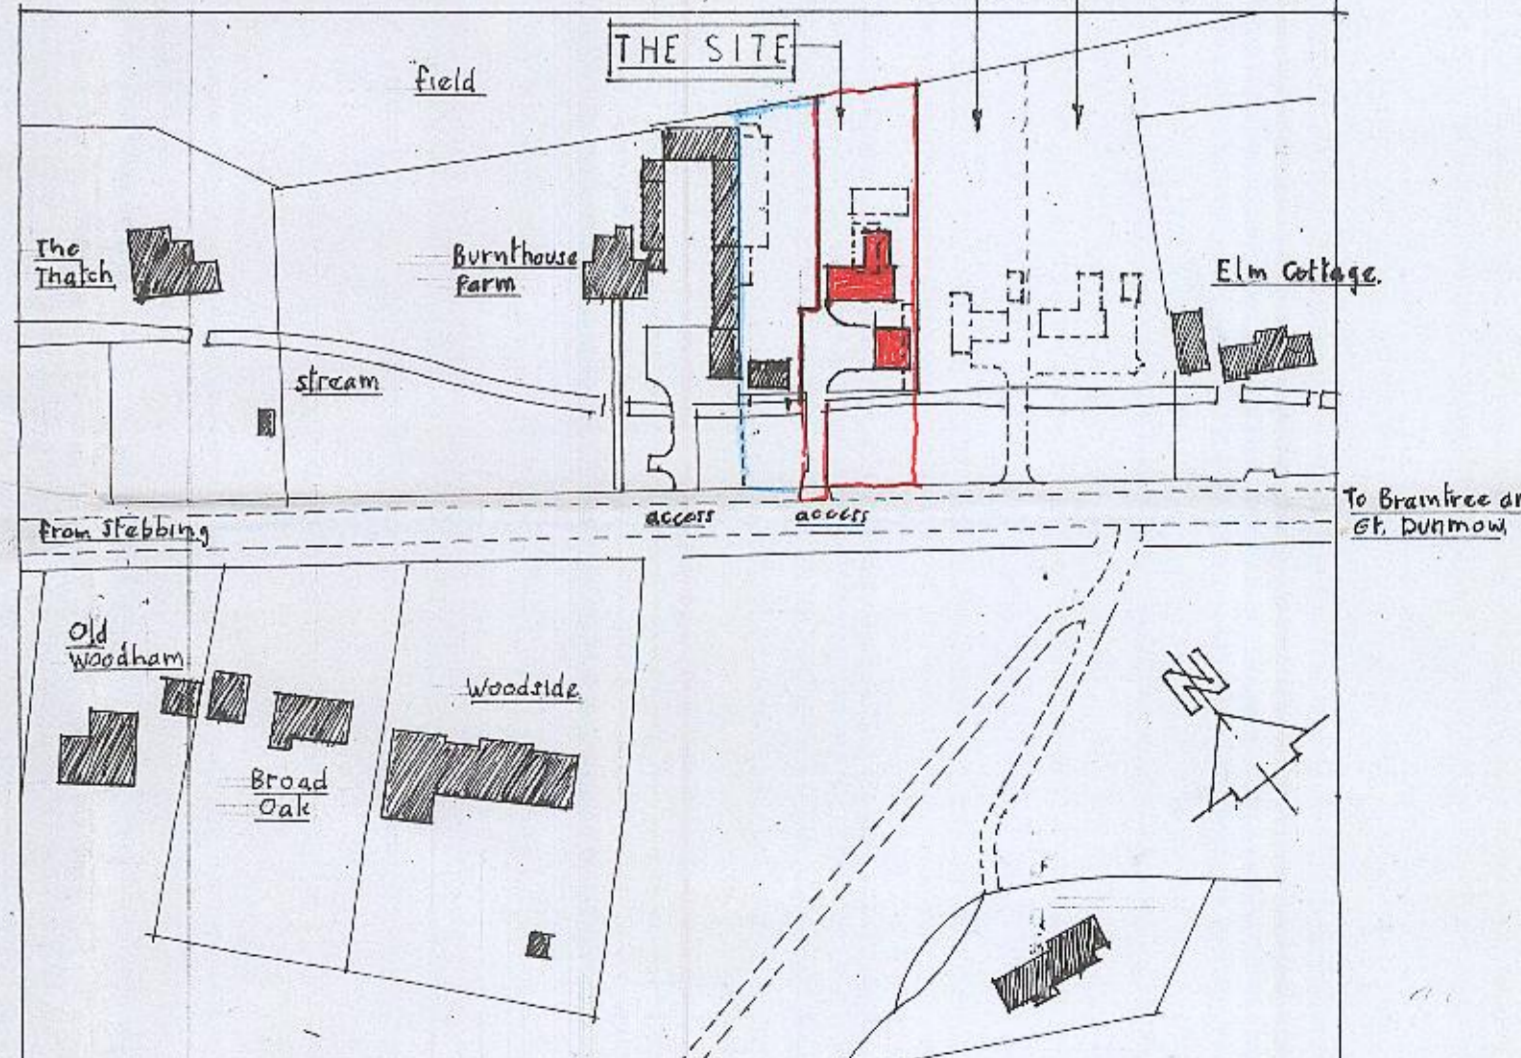 THE SITE
field
The
Thatch
Burnthouse
Farm
Elm Cottage.
stream
access
access
from Stebbing
To Braintree
Gt. Dunmow
Old
Woodham
Woodside
Broad
Oak